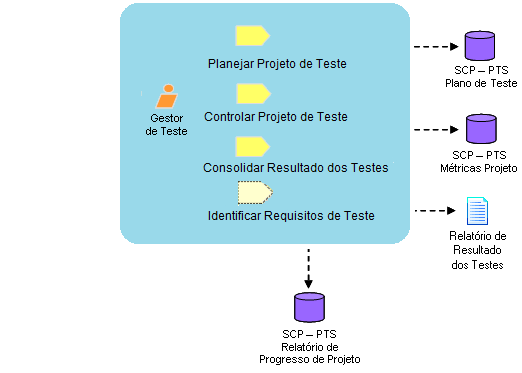 Planejar Projeto de Teste
Gestor
de Teste
Controlar Projeto de Teste
Consolidar Resultado dos Testes
Identificar Requisitos de Teste
SCP – PTS
Plano de Teste
SCP – PTS
Métricas Projeto
Relatório de
Resultado
dos Testes
SCP – PTS
Relatório de
Progresso de Projeto